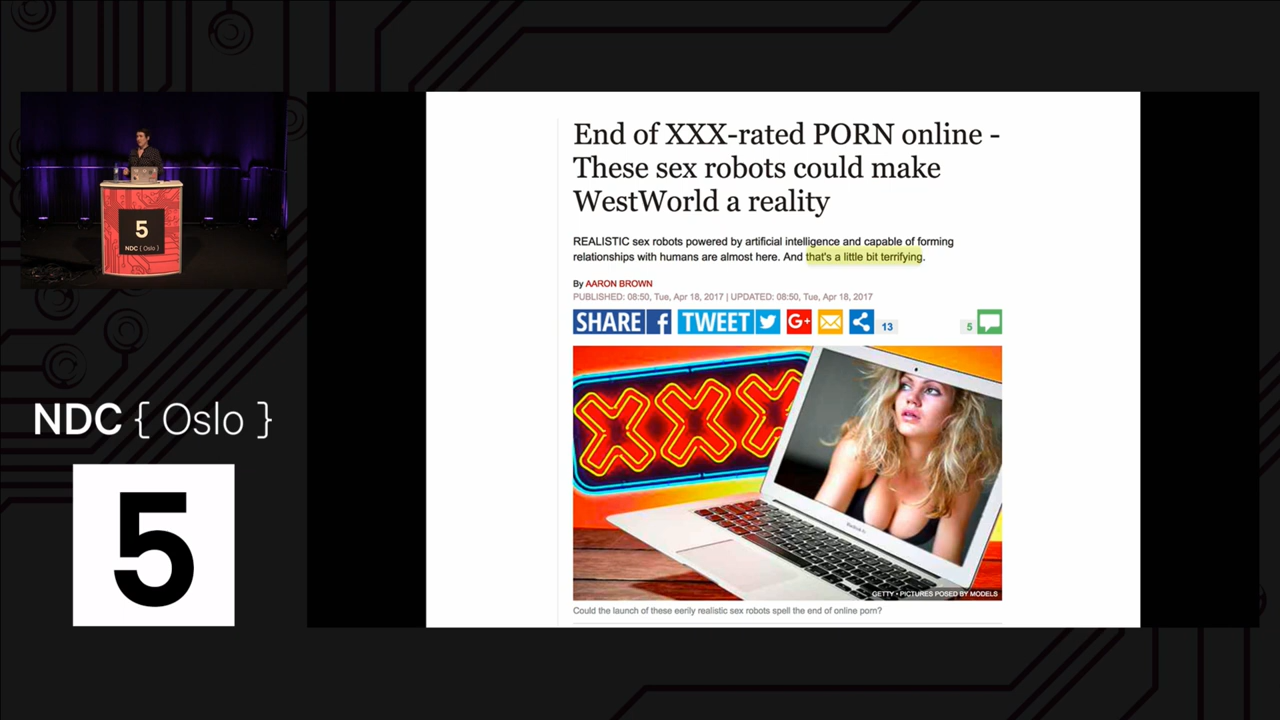 End of XXX-rated PORN online -
These sex robots could make
WestWorld a reality
REALISTIC sex robots powered by artificial intelligence and capable of forming
relationships with humans are almost here. And that's a little bit terrifying.
By AARON BROWN
PUBLISHED: 08:50, Tue, Apr 18, 2017 | UPDATED: 08:50, Tue, Apr 18, 2017
SHARE f TWEET G+ 13 5
XXX
MacBook Air
GETTY • PICTURES POSED BY MODELS
Could the launch of these eerily realistic sex robots spell the end of online porn?
5
NDC { Oslo }
NDC { Oslo }
5